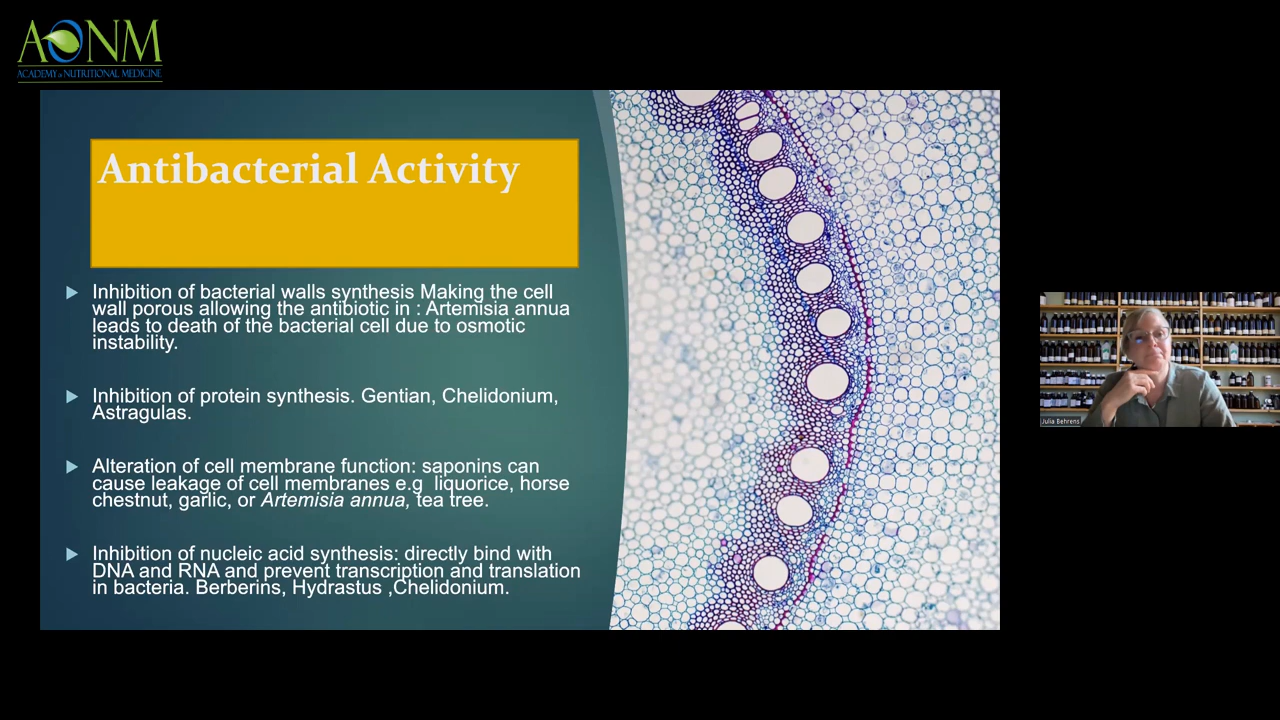 AONM
ACADEMY of NUTRITIONAL MEDICINE
Antibacterial Activity
Inhibition of bacterial walls synthesis Making the cell
wall porous allowing the antibiotic in : Artemisia annua
leads to death of the bacterial cell due to osmotic
instability.
Inhibition of protein synthesis. Gentian, Chelidonium,
Astragulas.
Alteration of cell membrane function: saponins can
cause leakage of cell membranes e.g liquorice, horse
chestnut, garlic, or Artemisia annua, tea tree.
Inhibition of nucleic acid synthesis: directly bind with
DNA and RNA and prevent transcription and translation
in bacteria. Berberins, Hydrastus ,Chelidonium.
Julia Behrens